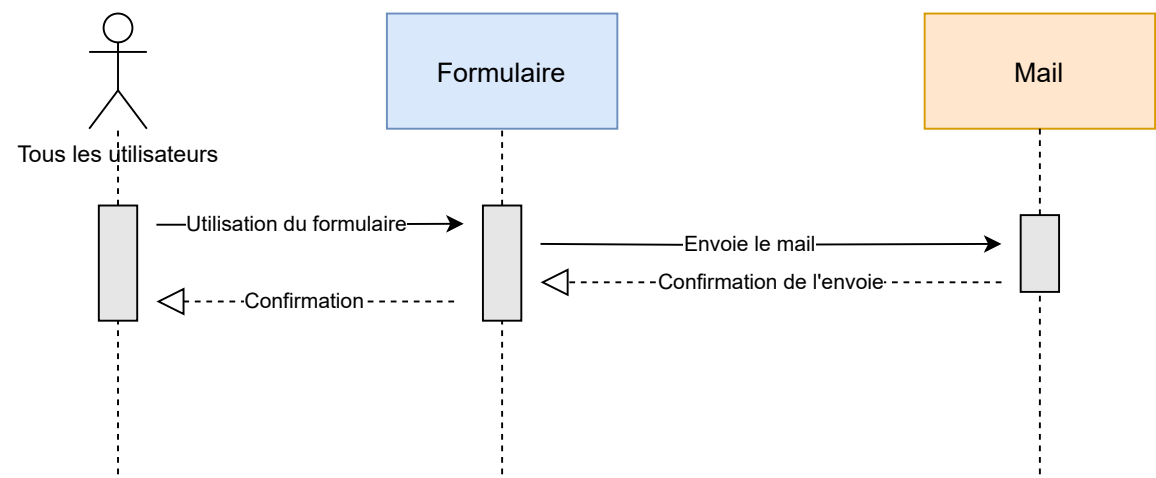 Formulaire
Mail
Tous les utilisateurs
Utilisation du formulaire
Envoie le mail
Confirmation de l'envoie
Confirmation